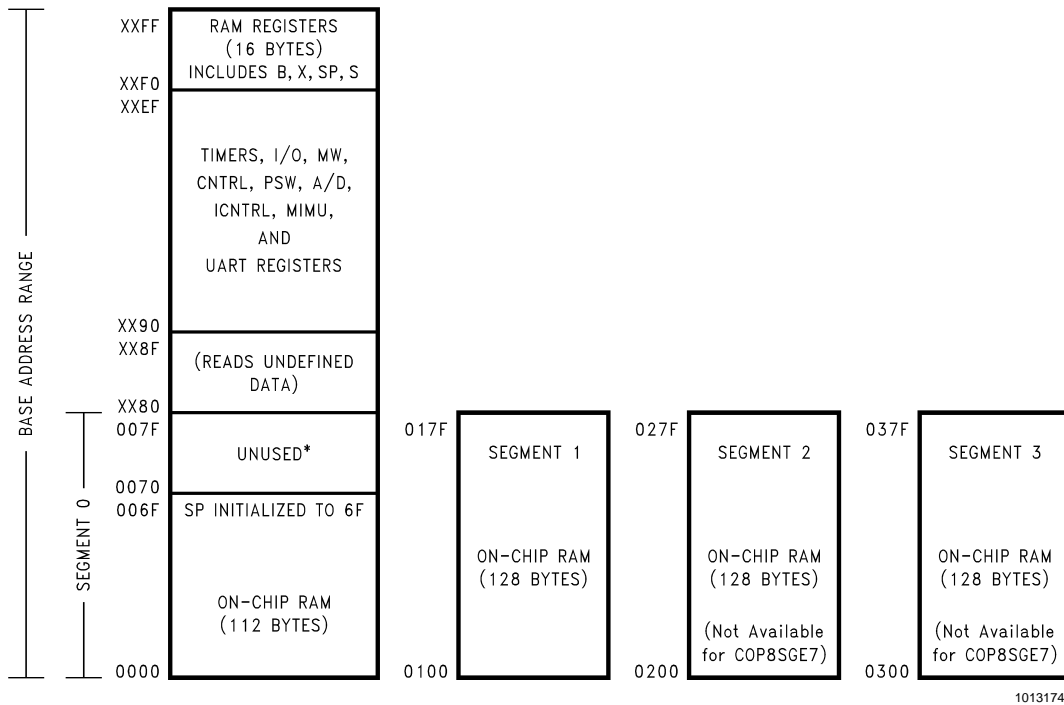 BASE ADDRESS RANGE
SEGMENT 0
XXFF
RAM REGISTERS
(16 BYTES)
INCLUDES B, X, SP, S
XXF0
XXEF
TIMERS, I/O, MW,
CNTRL, PSW, A/D,
ICNTRL, MIMU,
AND
UART REGISTERS
XX90
XX8F
(READS UNDEFINED
DATA)
XX80
007F
UNUSED*
0070
006F
SP INITIALIZED TO 6F
ON-CHIP RAM
(112 BYTES)
0000
017F
SEGMENT 1
ON-CHIP RAM
(128 BYTES)
0100
027F
SEGMENT 2
ON-CHIP RAM
(128 BYTES)
(Not Available
for COP8SGE7)
0200
037F
SEGMENT 3
ON-CHIP RAM
(128 BYTES)
(Not Available
for COP8SGE7)
0300
1013174